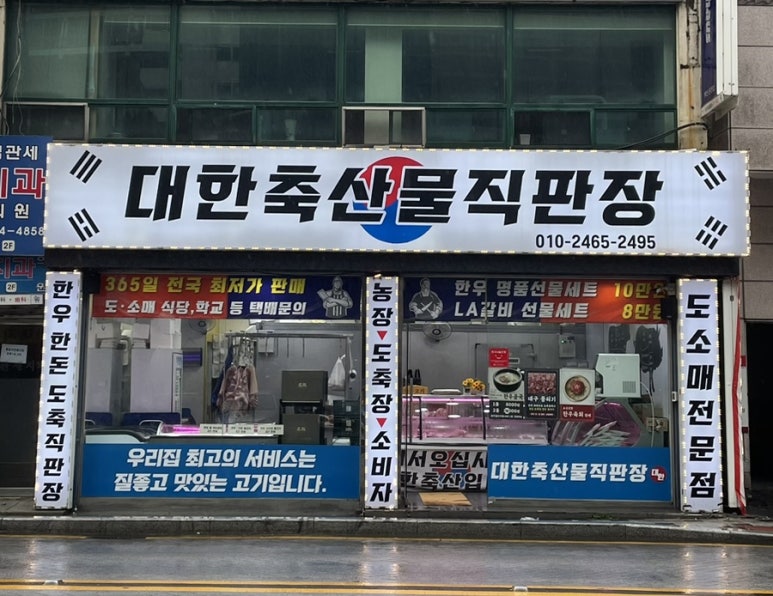 대한축산물직판장
010-2465-2495
4-4858
2F
한우한돈도축직판장
365일 전국 최저가 판매
도·소매 식당,학교 등 택배문의
농장▼도축장▼소비자
한우 명품선물세트 10만원
LA갈비 선물세트 8만원
도소매전문점
우리집 최고의 서비스는
질좋고 맛있는 고기입니다.
서오십시
한축산입
대한축산물직판장 대한